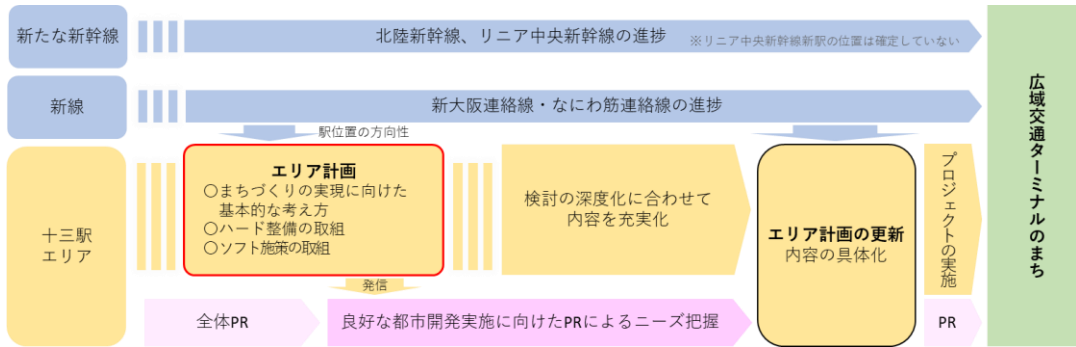 新たな新幹線
北陸新幹線、リニア中央新幹線の進捗
※リニア中央新幹線新駅の位置は確定していない
新線
新大阪連絡線・なにわ筋連絡線の進捗
駅位置の方向性
十三駅
エリア
エリア計画
○まちづくりの実現に向けた
基本的な考え方
○ハード整備の取組
○ソフト施策の取組
検討の深度化に合わせて
内容を充実化
エリア計画の更新
内容の具体化
プロジェクトの実施
発信
全体PR
良好な都市開発実施に向けたPRによるニーズ把握
PR
広域交通ターミナルのまち